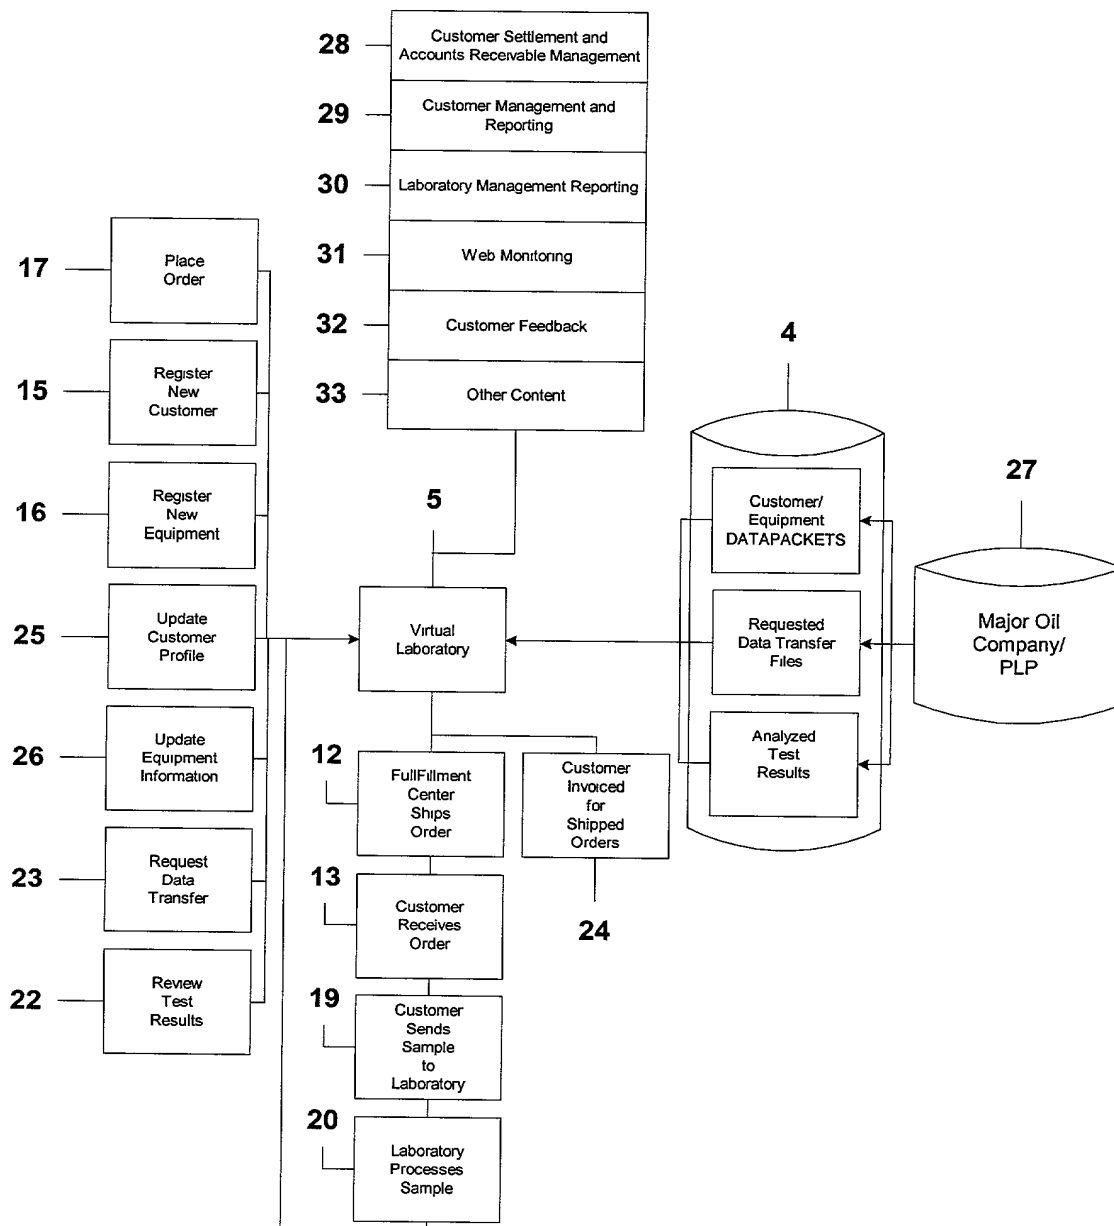 28
Customer Settlement and
Accounts Receivable Management
29
Customer Management and
Reporting
30
Laboratory Management Reporting
31
Web Monitoring
32
Customer Feedback
33
Other Content
17
Place
Order
15
Register
New
Customer
16
Register
New
Equipment
25
Update
Customer
Profile
26
Update
Equipment
Information
23
Request
Data
Transfer
22
Review
Test
Results
5
Virtual
Laboratory
4
Customer/
Equipment
DATAPACKETS
Requested
Data Transfer
Files
Analyzed
Test
Results
27
Major Oil
Company/
PLP
12
FullFillment
Center
Ships
Order
Customer
Invoiced
for
Shipped
Orders
24
13
Customer
Receives
Order
19
Customer
Sends
Sample
to
Laboratory
20
Laboratory
Processes
Sample